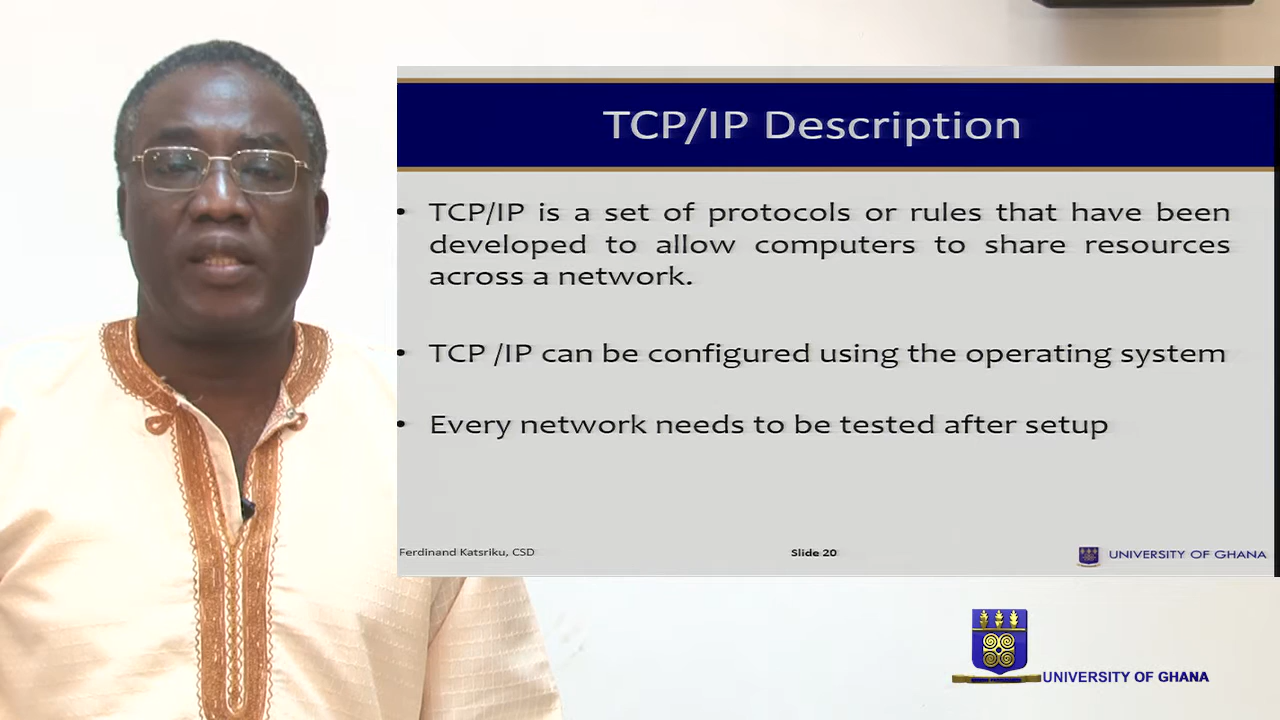 TCP/IP Description
• TCP/IP is a set of protocols or rules that have been
developed to allow computers to share resources
across a network.
• TCP /IP can be configured using the operating system
• Every network needs to be tested after setup
Ferdinand Katsriku, CSD
Slide 20
UNIVERSITY OF GHANA
UNIVERSITY OF GHANA